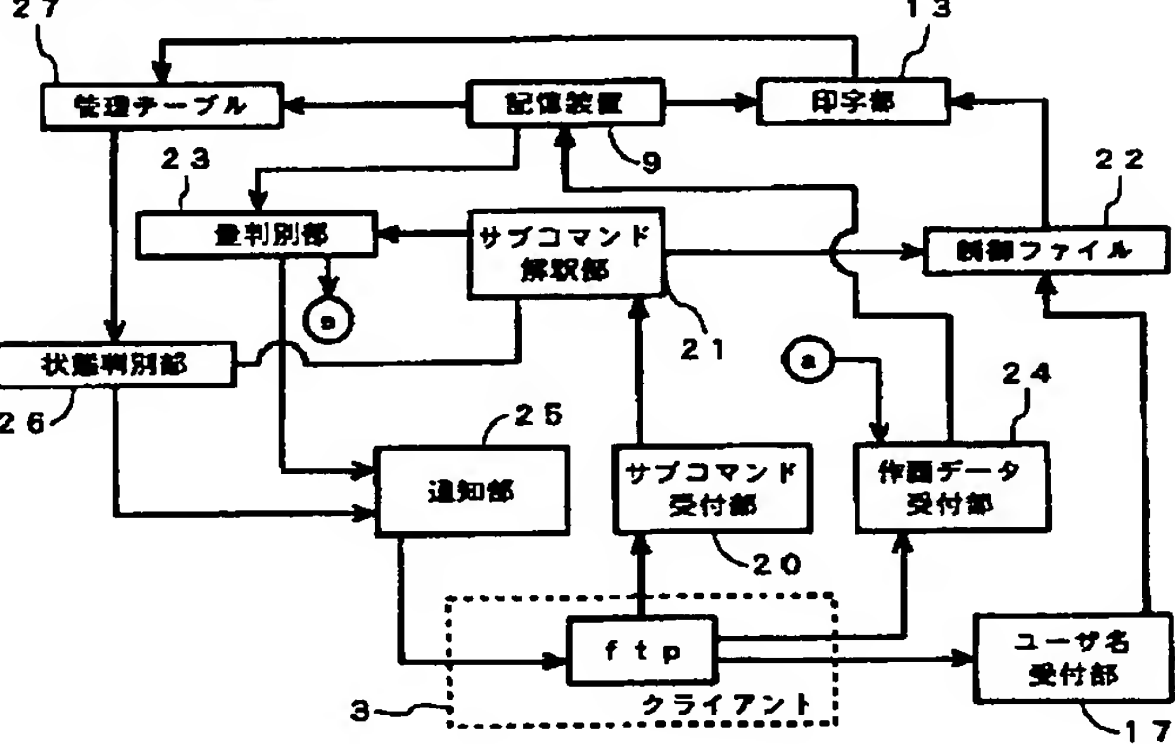 27
13
管理テーブル
記憶装置
印字部
23
9
22
量判別部
サブコマンド
解釈部
制御ファイル
a
21
状態判別部
a
24
26
25
通知部
サブコマンド
受付部
作画データ
受付部
20
ftp
ユーザ名
受付部
3
クライアント
17